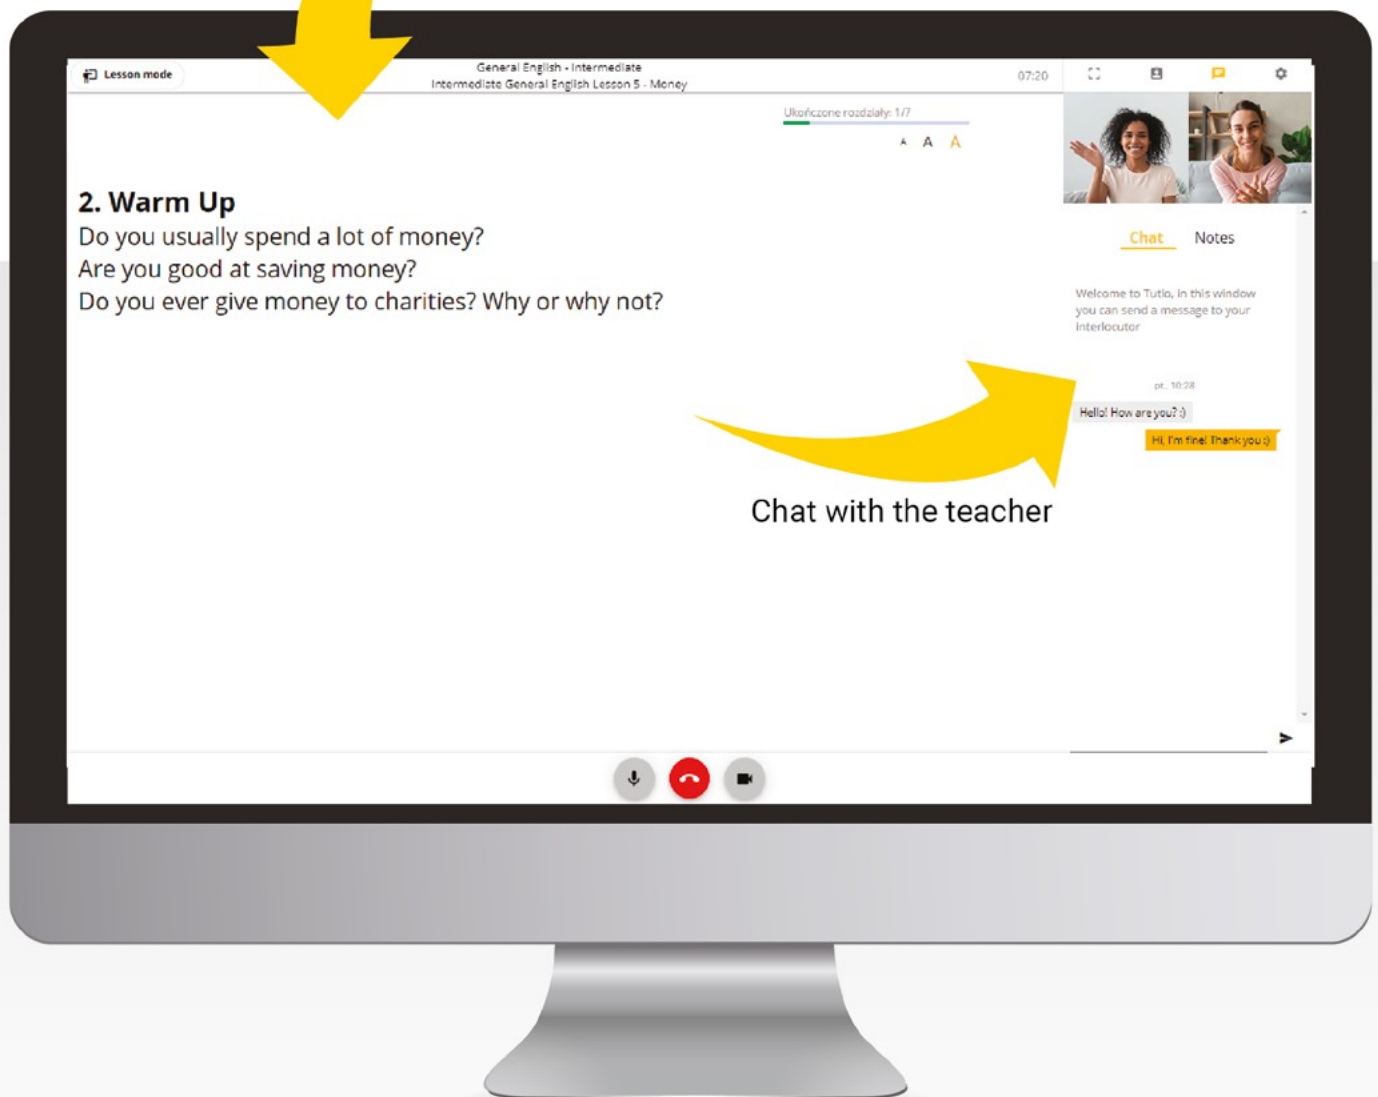 Lesson mode
General English - Intermediate
Intermediate General English Lesson 5 - Money
07:20
Ukończone rozdziały: 1/7
A A A
2. Warm Up
Do you usually spend a lot of money?
Are you good at saving money?
Do you ever give money to charities? Why or why not?
Chat Notes
Welcome to Tutlo, in this window
you can send a message to your
interlocutor
pt., 10:28
Hello! How are you? :)
Hi, I'm fine! Thank you :)
Chat with the teacher